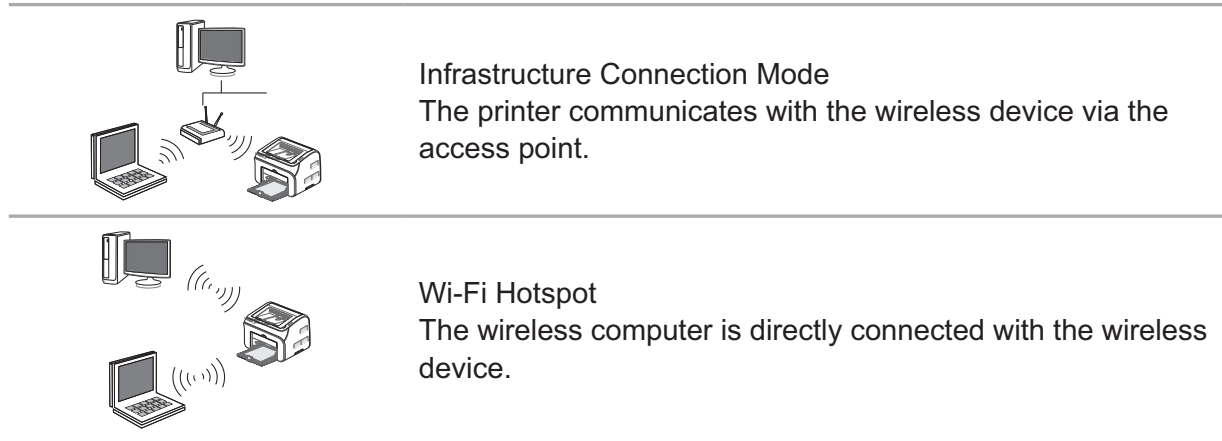 Infrastructure Connection Mode
The printer communicates with the wireless device via the
access point.
Wi-Fi Hotspot
The wireless computer is directly connected with the wireless
device.